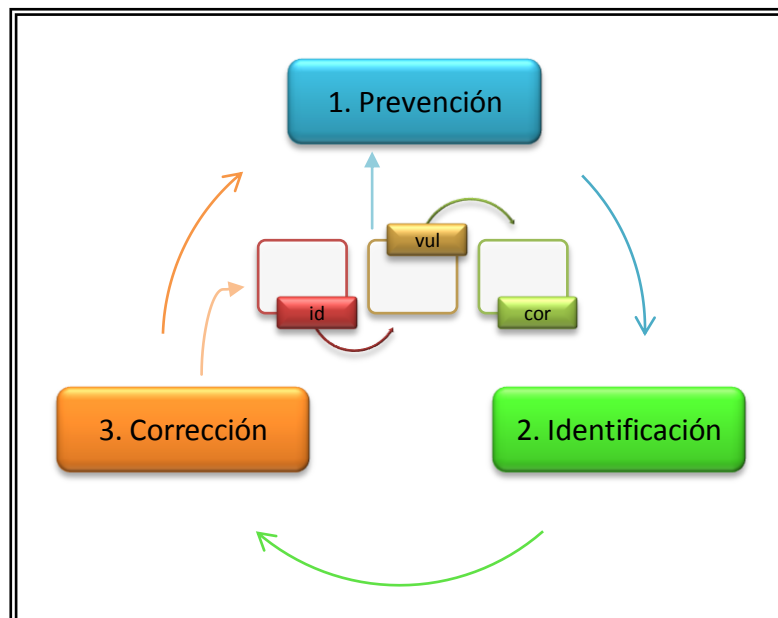 1. Prevención
vul
id
cor
3. Corrección
2. Identificación